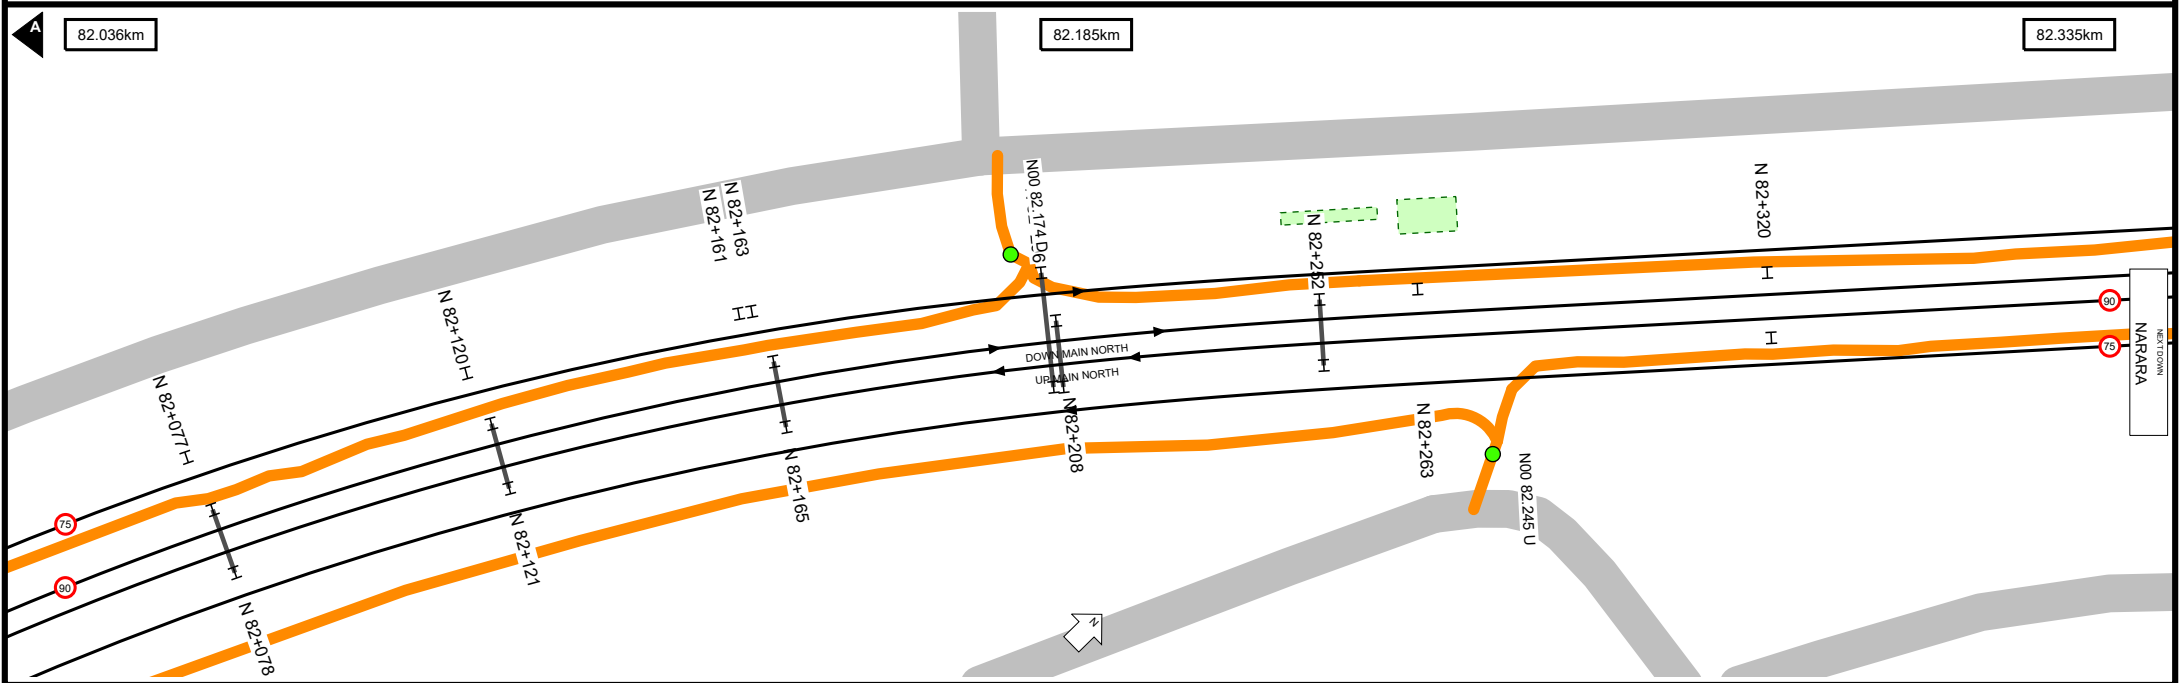 A
82.036km
82.185km
82.335km
N00 82.174 D
N 82+163
N 82+161
N 82+320
N 82+252
N 82+120
N 82+077
DOWN MAIN NORTH
UP MAIN NORTH
90
75
NEXT DOWN
NARARA
N 82+208
N 82+263
N 82+165
N00 82.245 U
N 82+121
75
90
N 82+078
N